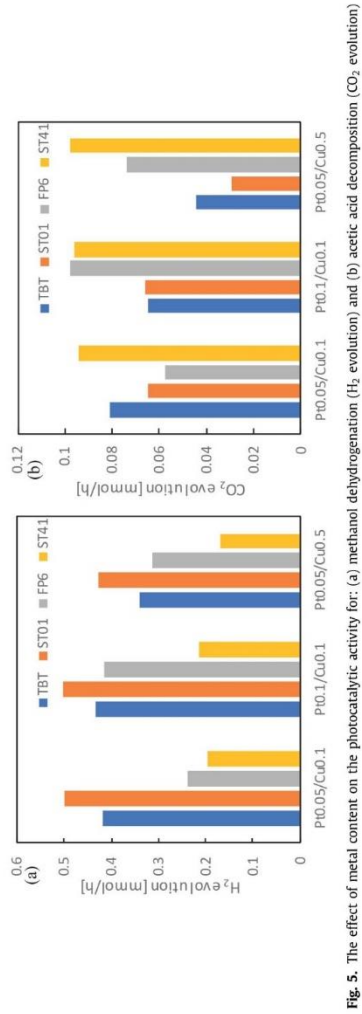 (a)
TBT ST01 FP6 ST41
H₂ evolution [mmol/h]
0.6
0.5
0.4
0.3
0.2
0.1
0
Pt0.05/Cu0.1 Pt0.1/Cu0.1 Pt0.05/Cu0.5
(b)
TBT ST01 FP6 ST41
CO₂ evolution [mmol/h]
0.12
0.1
0.08
0.06
0.04
0.02
0
Pt0.05/Cu0.1 Pt0.1/Cu0.1 Pt0.05/Cu0.5
Fig. 5. The effect of metal content on the photocatalytic activity for: (a) methanol dehydrogenation (H₂ evolution) and (b) acetic acid decomposition (CO₂ evolution)